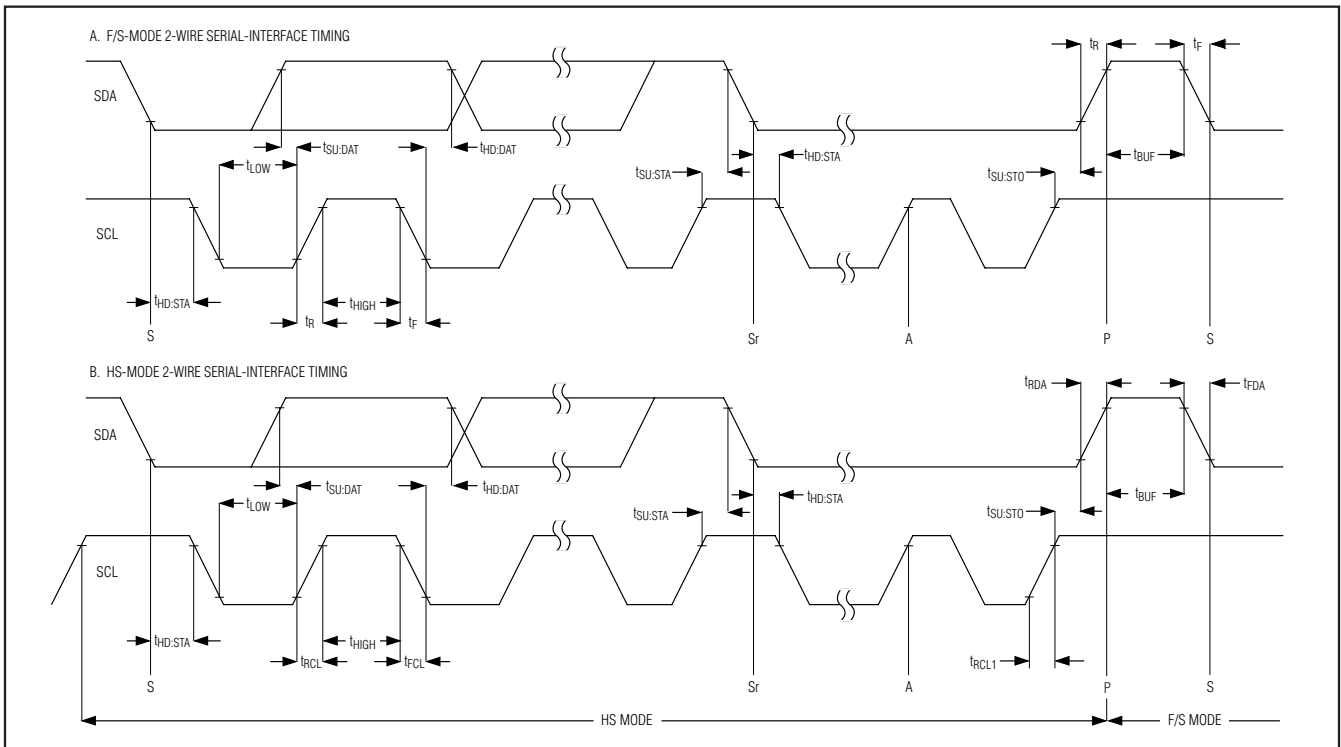 A. F/S-MODE 2-WIRE SERIAL-INTERFACE TIMING
tR
tF
SDA
tSU:DAT
tHD:DAT
tLOW
tHD:STA
tSU:STA
tSU:STO
tBUF
SCL
tHD:STA
tR
tHIGH
tF
S
Sr
A
P
S
B. HS-MODE 2-WIRE SERIAL-INTERFACE TIMING
tRDA
tFDA
SDA
tSU:DAT
tHD:DAT
tLOW
tHD:STA
tSU:STA
tSU:STO
tBUF
SCL
tHD:STA
tRCL
tHIGH
tFCL
tRCL1
S
Sr
A
P
S
HS MODE
F/S MODE